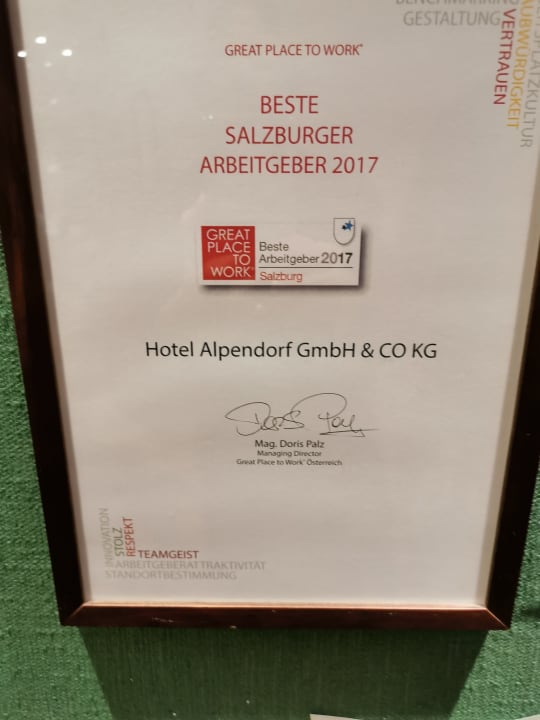 BENCHMARKING
GESTALTUNG
VERTRAUEN
GREAT PLACE TO WORK®
BESTE
SALZBURGER
ARBEITGEBER 2017
GREAT
PLACE
TO
WORK®
Beste
Arbeitgeber 2017
Salzburg
Hotel Alpendorf GmbH & CO KG
Mag. Doris Palz
Managing Director
Great Place to Work® Österreich
INNOVATION
STOLZ
RESPEKT
TEAMGEIST
ARBEITGEBERATTRAKTIVITÄT
STANDORTBESTIMMUNG